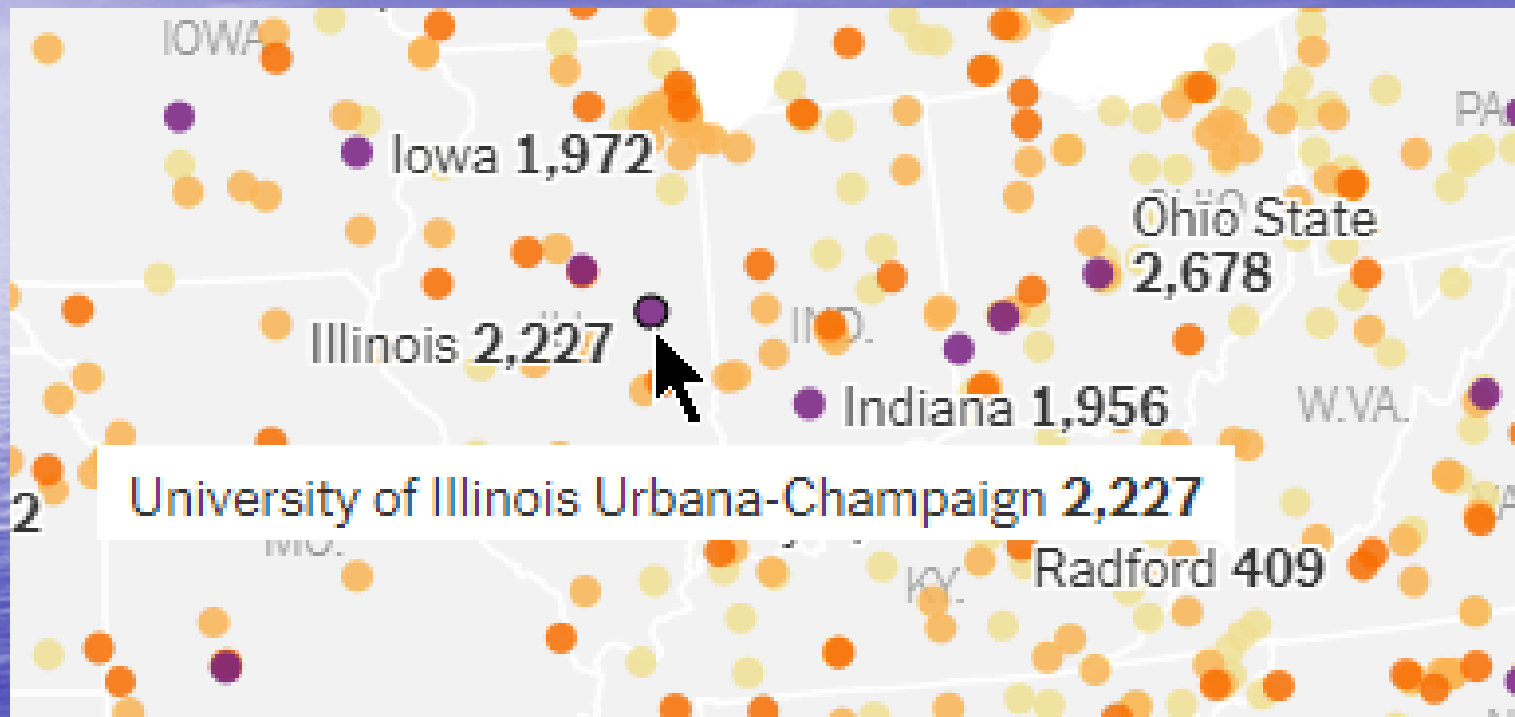 IOWA
PA.
Iowa 1,972
Ohio State
2,678
Illinois 2,227
IND.
Indiana 1,956
W.VA.
University of Illinois Urbana-Champaign 2,227
2
MO.
Radford 409
KY.